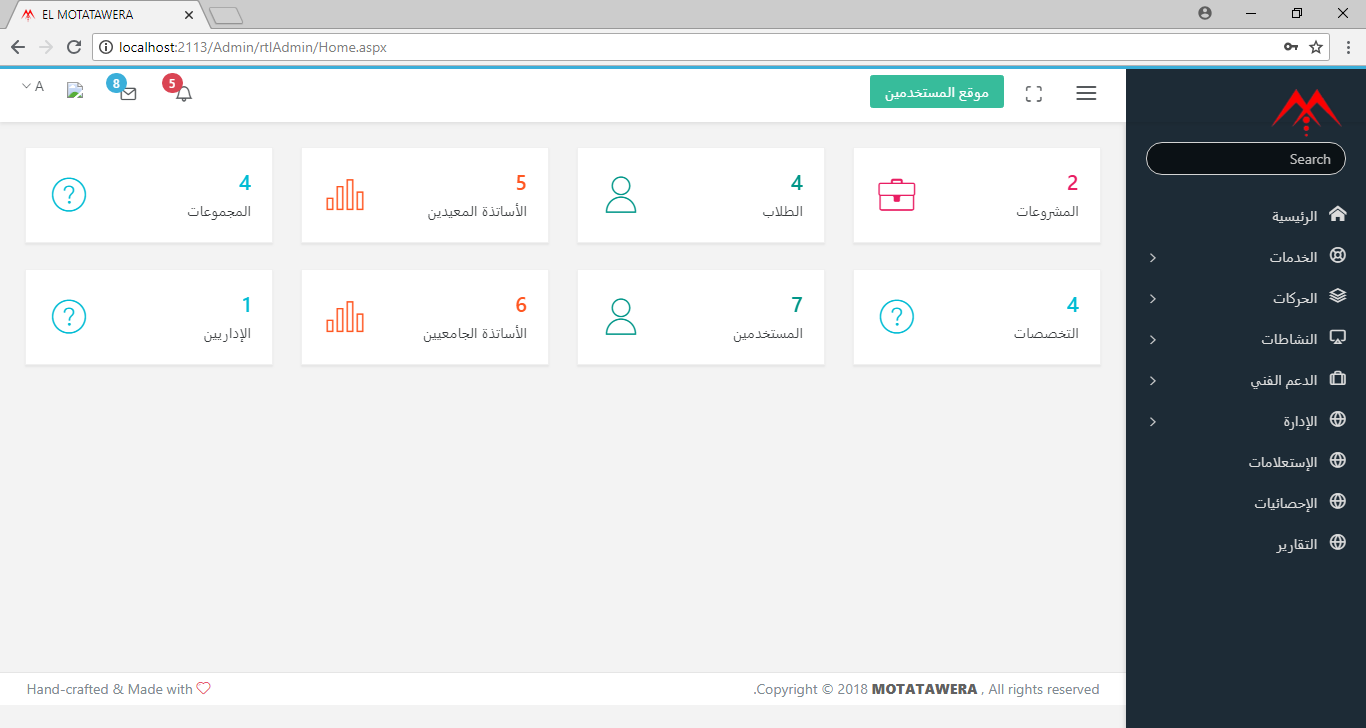 EL MOTATAWERA
localhost:2113/Admin/rtlAdmin/Home.aspx
موقع المستخدمين
5
8
A
Search
الرئيسية
الخدمات
الحركات
النشاطات
الدعم الفني
الإدارة
الإستعلامات
الإحصائيات
التقارير
2
المشروعات
4
الطلاب
5
الأساتذة المعيدين
4
المجموعات
4
التخصصات
7
المستخدمين
6
الأساتذة الجامعيين
1
الإداريين
.Copyright © 2018 MOTATAWERA , All rights reserved
Hand-crafted & Made with